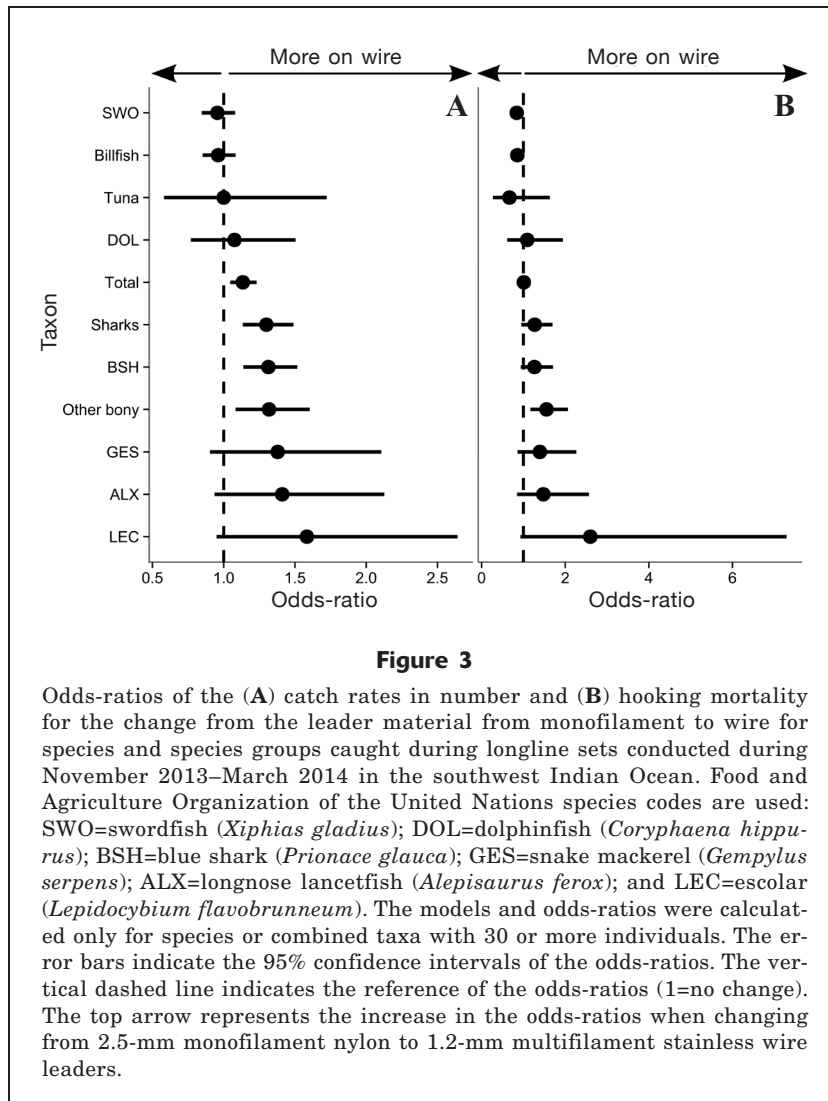 More on wire
More on wire
A
B
Taxon
SWO
Billfish
Tuna
DOL
Total
Sharks
BSH
Other bony
GES
ALX
LEC
0.5 1.0 1.5 2.0 2.5
0 2 4 6
Odds-ratio
Odds-ratio
Figure 3
Odds-ratios of the (A) catch rates in number and (B) hooking mortality
for the change from the leader material from monofilament to wire for
species and species groups caught during longline sets conducted during
November 2013–March 2014 in the southwest Indian Ocean. Food and
Agriculture Organization of the United Nations species codes are used:
SWO=swordfish (Xiphias gladius); DOL=dolphinfish (Coryphaena hippu-
rus); BSH=blue shark (Prionace glauca); GES=snake mackerel (Gempylus
serpens); ALX=longnose lancetfish (Alepisaurus ferox); and LEC=escolar
(Lepidocybium flavobrunneum). The models and odds-ratios were calculat-
ed only for species or combined taxa with 30 or more individuals. The er-
ror bars indicate the 95% confidence intervals of the odds-ratios. The ver-
tical dashed line indicates the reference of the odds-ratios (1=no change).
The top arrow represents the increase in the odds-ratios when changing
from 2.5-mm monofilament nylon to 1.2-mm multifilament stainless wire
leaders.